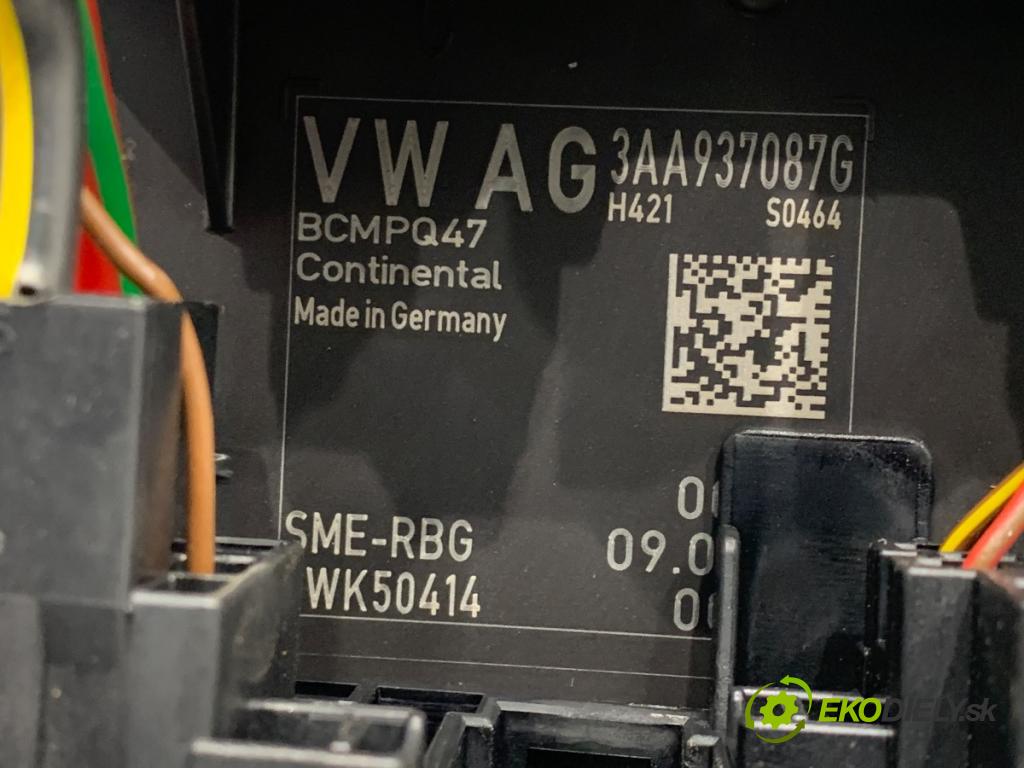 VW AG 3AA937087G
H421 S0464
BCMPQ47
Continental
Made in Germany
SME-RBG
09.0
WK50414
EKODIELY.sk